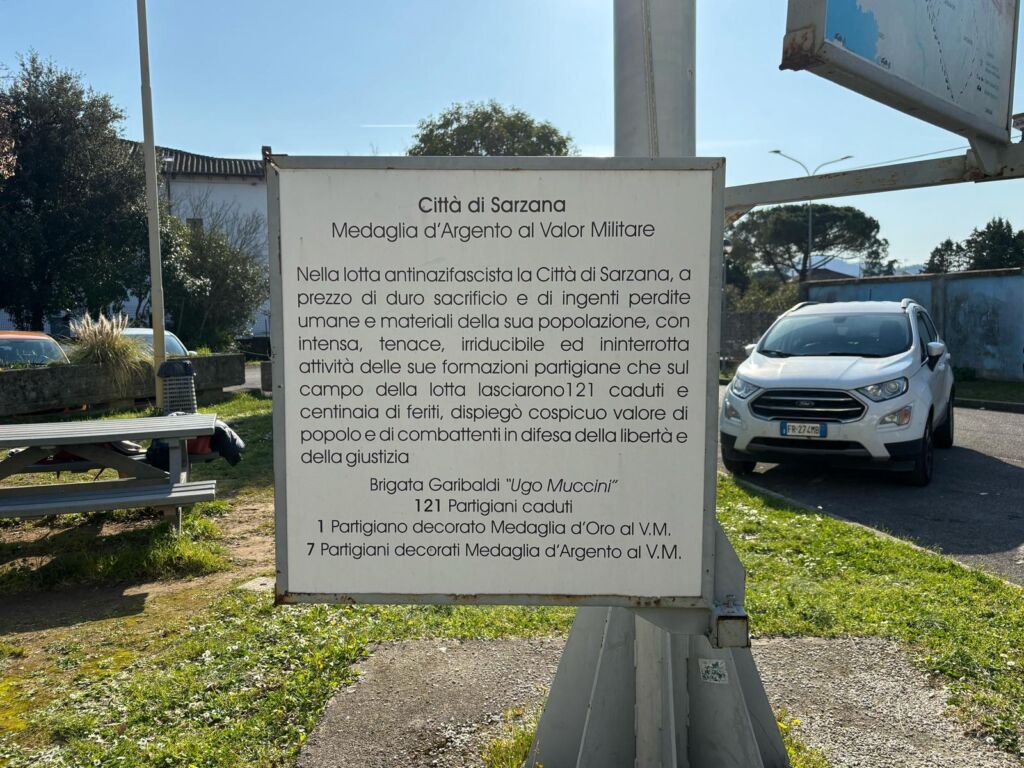 Città di Sarzana
Medaglia d'Argento al Valor Militare
Nella lotta antinazifascista la Città di Sarzana, a
prezzo di duro sacrificio e di ingenti perdite
umane e materiali della sua popolazione, con
intensa, tenace, irriducibile ed ininterrotta
attività delle sue formazioni partigiane che sul
campo della lotta lasciarono121 caduti e
centinaia di feriti, dispiegò cospicuo valore di
popolo e di combattenti in difesa della libertà e
della giustizia
Brigata Garibaldi "Ugo Muccini"
121 Partigiani caduti
1 Partigiano decorato Medaglia d'Oro al V.M.
7 Partigiani decorati Medaglia d'Argento al V.M.
Ford
FR·274MB